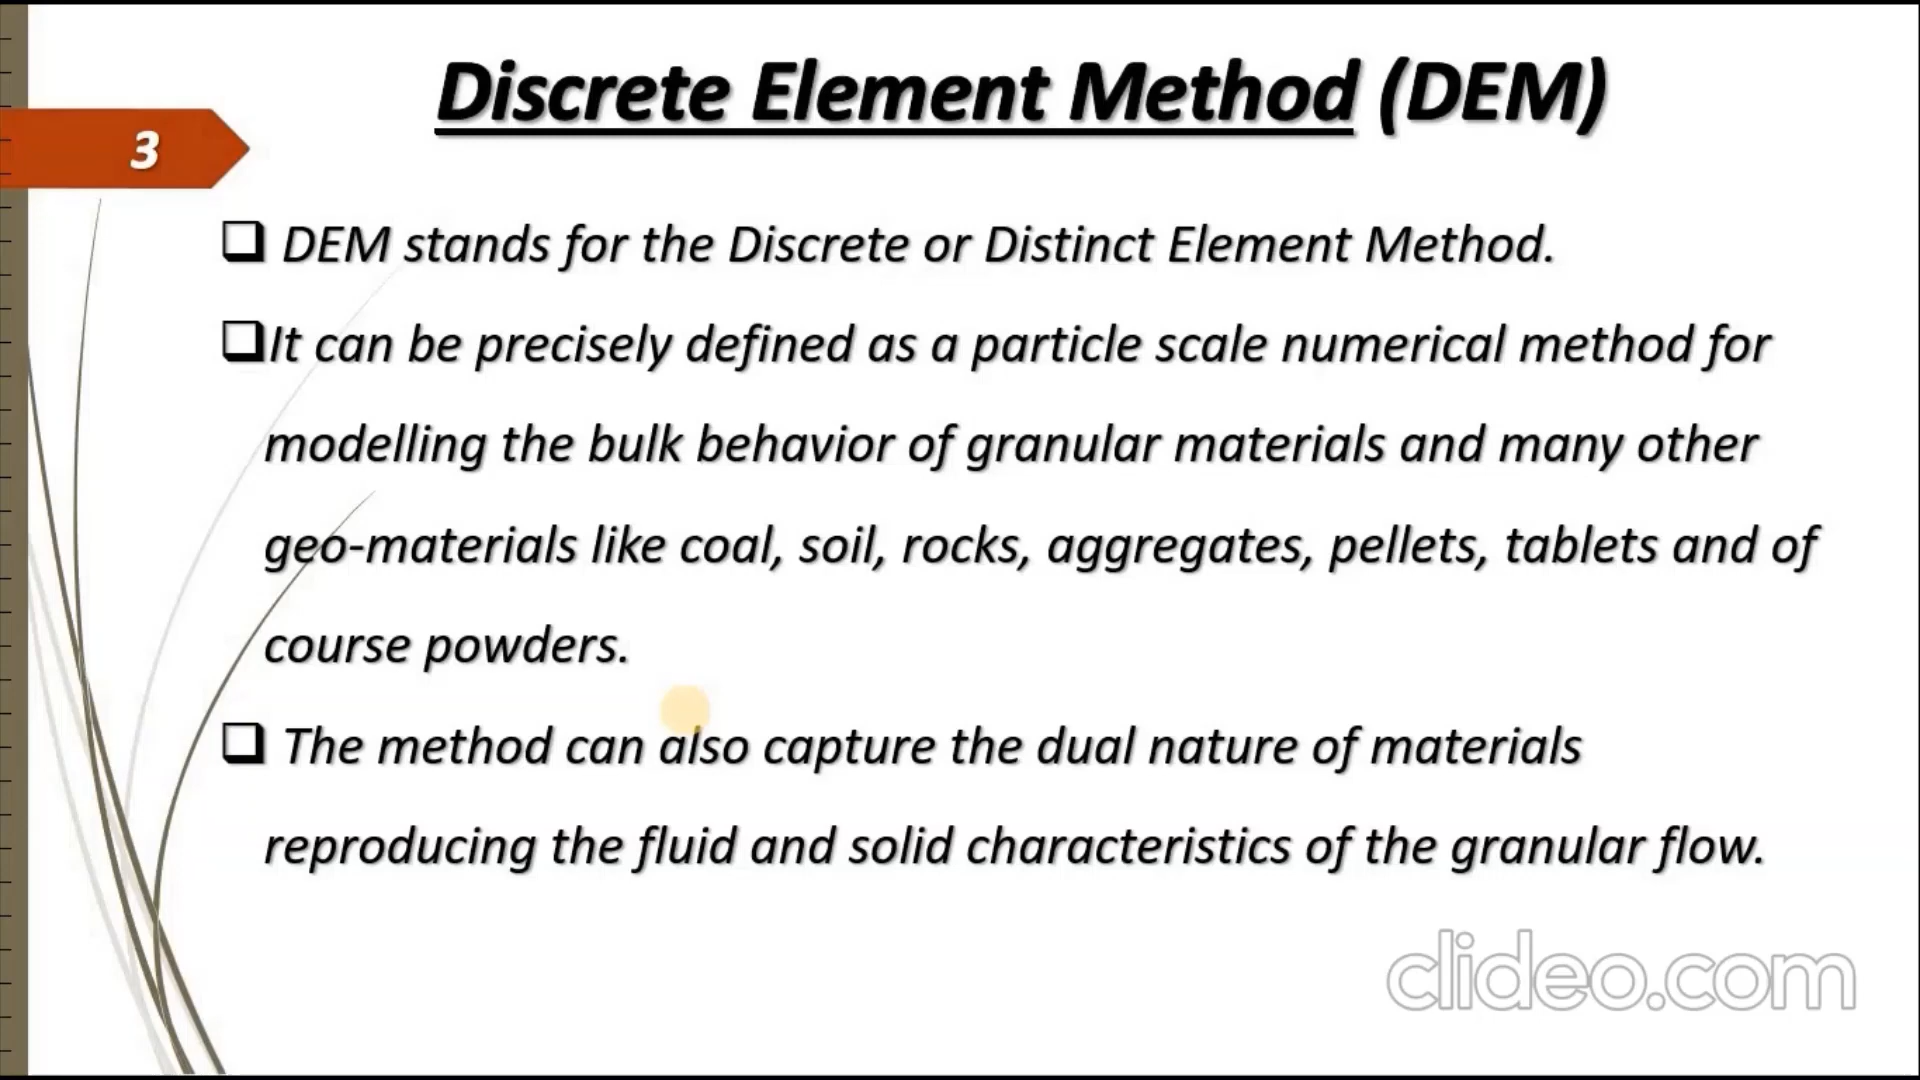 Discrete Element Method (DEM)
3
DEM stands for the Discrete or Distinct Element Method.
It can be precisely defined as a particle scale numerical method for
modelling the bulk behavior of granular materials and many other
geo-materials like coal, soil, rocks, aggregates, pellets, tablets and of
course powders.
The method can also capture the dual nature of materials
reproducing the fluid and solid characteristics of the granular flow.
clideo.com